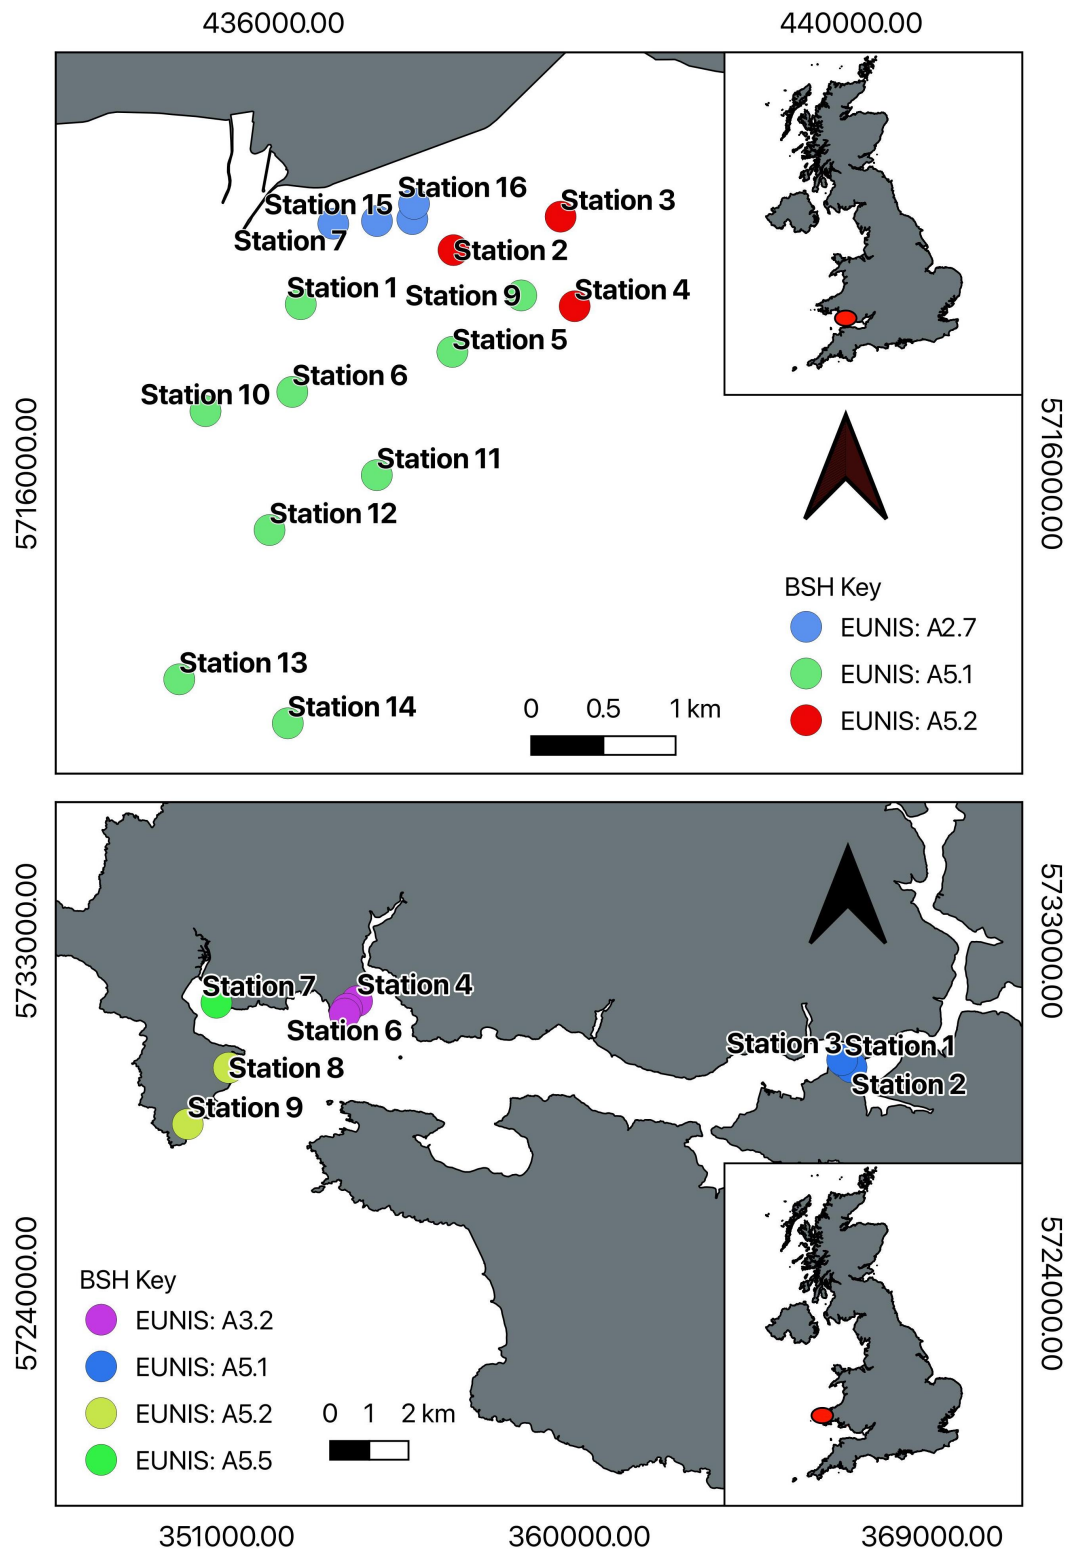 436000.00 440000.00
Station 16
Station 3
Station 15
Station 7
Station 2
Station 1
Station 9
Station 4
Station 5
Station 6
Station 10
Station 11
Station 12
Station 13
Station 14
5716000.00
5716000.00
BSH Key
EUNIS: A2.7
EUNIS: A5.1
EUNIS: A5.2
0 0.5 1 km
5733000.00
5733000.00
Station 7
Station 4
Station 6
Station 3
Station 1
Station 2
Station 8
Station 9
5724000.00
5724000.00
BSH Key
EUNIS: A3.2
EUNIS: A5.1
EUNIS: A5.2
EUNIS: A5.5
0 1 2 km
351000.00 360000.00 369000.00